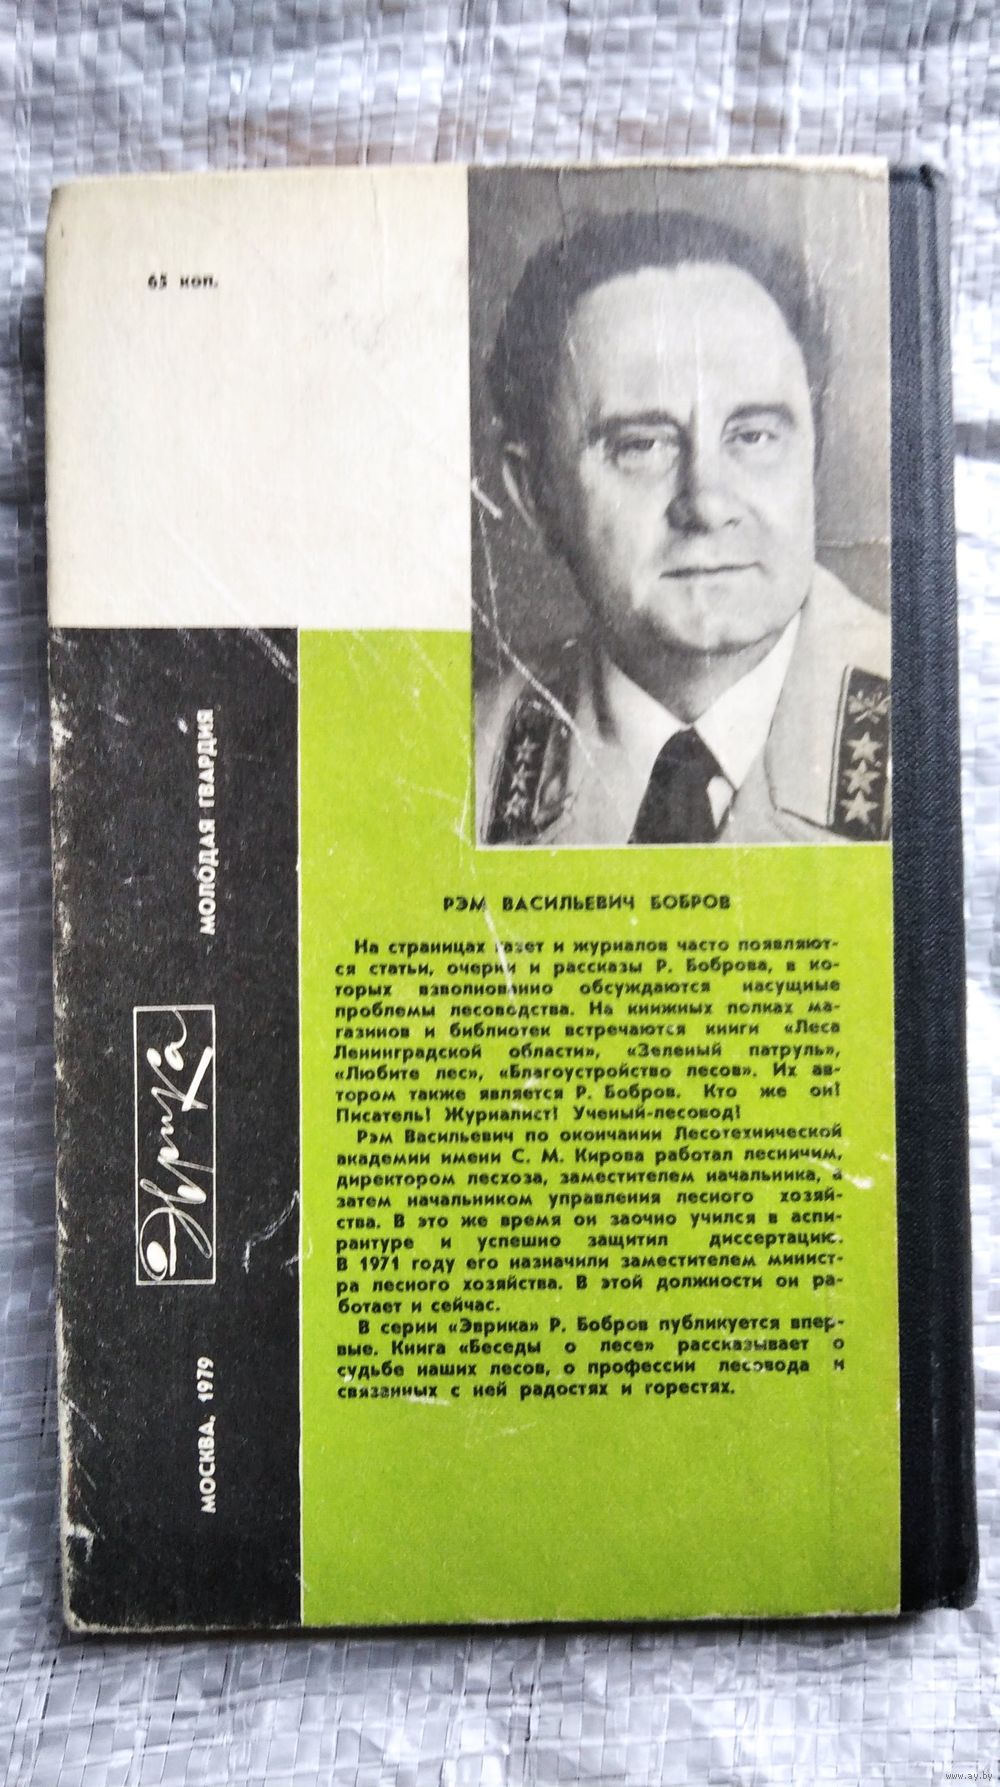 65 коп.
МОЛОДАЯ ГВАРДИЯ
Эврика
МОСКВА, 1979
РЭМ ВАСИЛЬЕВИЧ БОБРОВ
На страницах газет и журналов часто появляют-
ся статьи, очерки и рассказы Р. Боброва, в ко-
торых взволнованно обсуждаются насущные
проблемы лесоводства. На книжных полках ма-
газинов и библиотек встречаются книги «Леса
Ленинградской области», «Зеленый патруль»,
«Любите лес», «Благоустройство лесов». Их ав-
тором также является Р. Бобров. Кто же он?
Писатель? Журналист? Ученый-лесовод?
Рэм Васильевич по окончании Лесотехнической
академии имени С. М. Кирова работал лесничим,
директором лесхоза, заместителем начальника, а
затем начальником управления лесного хозяй-
ства. В это же время он заочно учился в аспи-
рантуре и успешно защитил диссертацию.
В 1971 году его назначили заместителем минист-
ра лесного хозяйства. В этой должности он ра-
ботает и сейчас.
В серии «Эврика» Р. Бобров публикуется впер-
вые. Книга «Беседы о лесе» рассказывает о
судьбе наших лесов, о профессии лесовода и
связанных с ней радостях и горестях.
www.ay.by